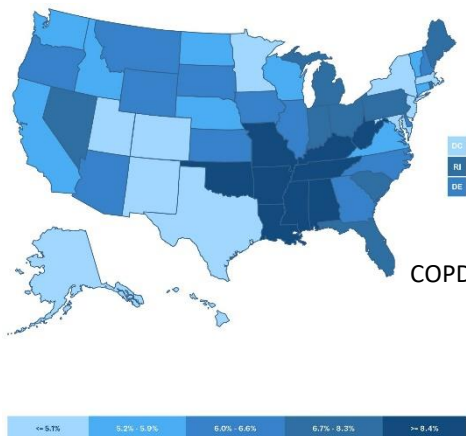 DC
RI
DE
COPD
<= 5.1%
5.2% - 5.9%
6.0% - 6.6%
6.7% - 8.3%
>= 8.4%